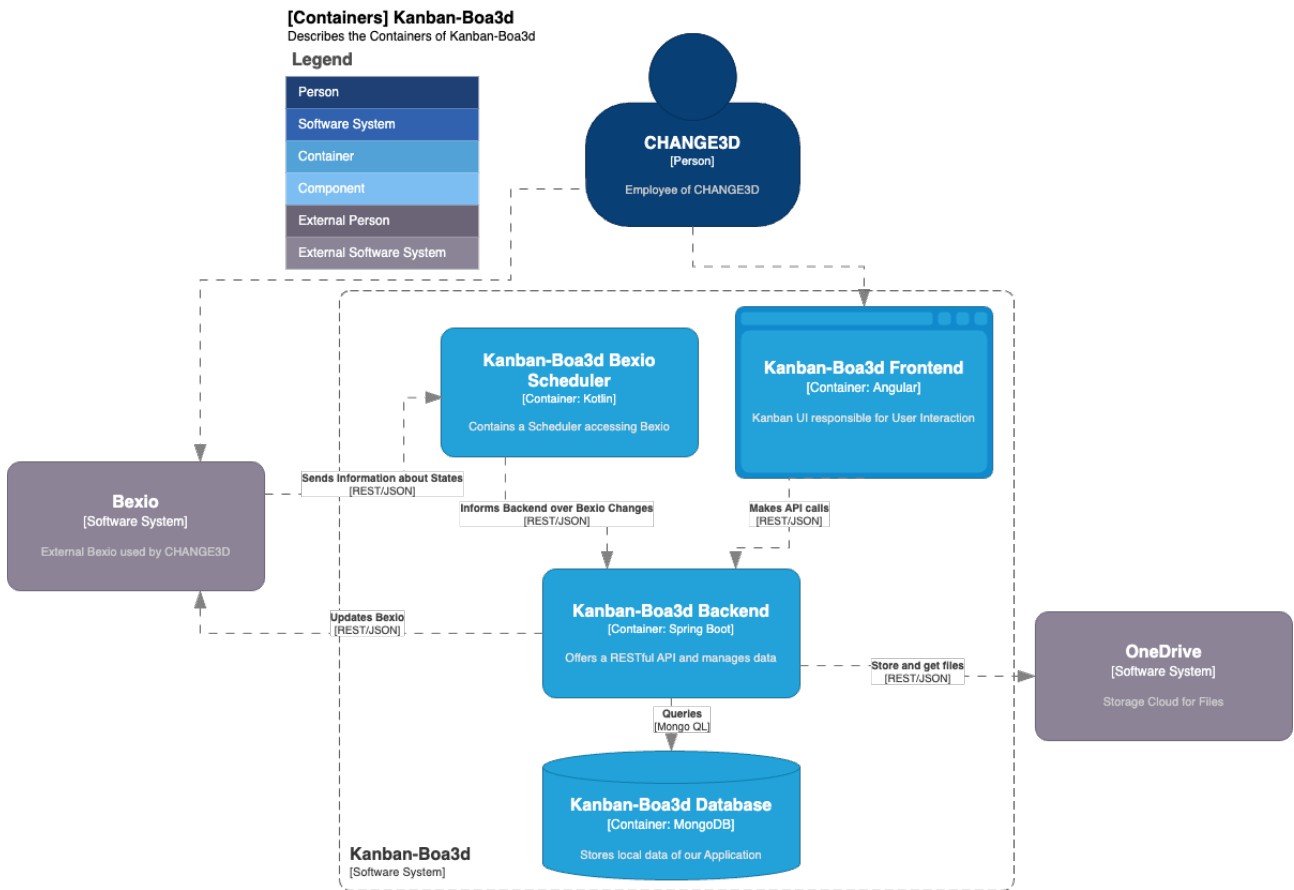 [Containers] Kanban-Boa3d
Describes the Containers of Kanban-Boa3d
Legend
Person
Software System
Container
Component
External Person
External Software System
CHANGE3D
[Person]
Employee of CHANGE3D
Kanban-Boa3d Bexio
Scheduler
[Container: Kotlin]
Contains a Scheduler accessing Bexio
Kanban-Boa3d Frontend
[Container: Angular]
Kanban UI responsible for User Interaction
Bexio
[Software System]
External Bexio used by CHANGE3D
Sends Information about States
[REST/JSON]
Informs Backend over Bexio Changes
[REST/JSON]
Makes API calls
[REST/JSON]
Kanban-Boa3d Backend
[Container: Spring Boot]
Offers a RESTful API and manages data
Updates Bexio
[REST/JSON]
Store and get files
[REST/JSON]
OneDrive
[Software System]
Storage Cloud for Files
Queries
[Mongo QL]
Kanban-Boa3d Database
[Container: MongoDB]
Stores local data of our Application
Kanban-Boa3d
[Software System]